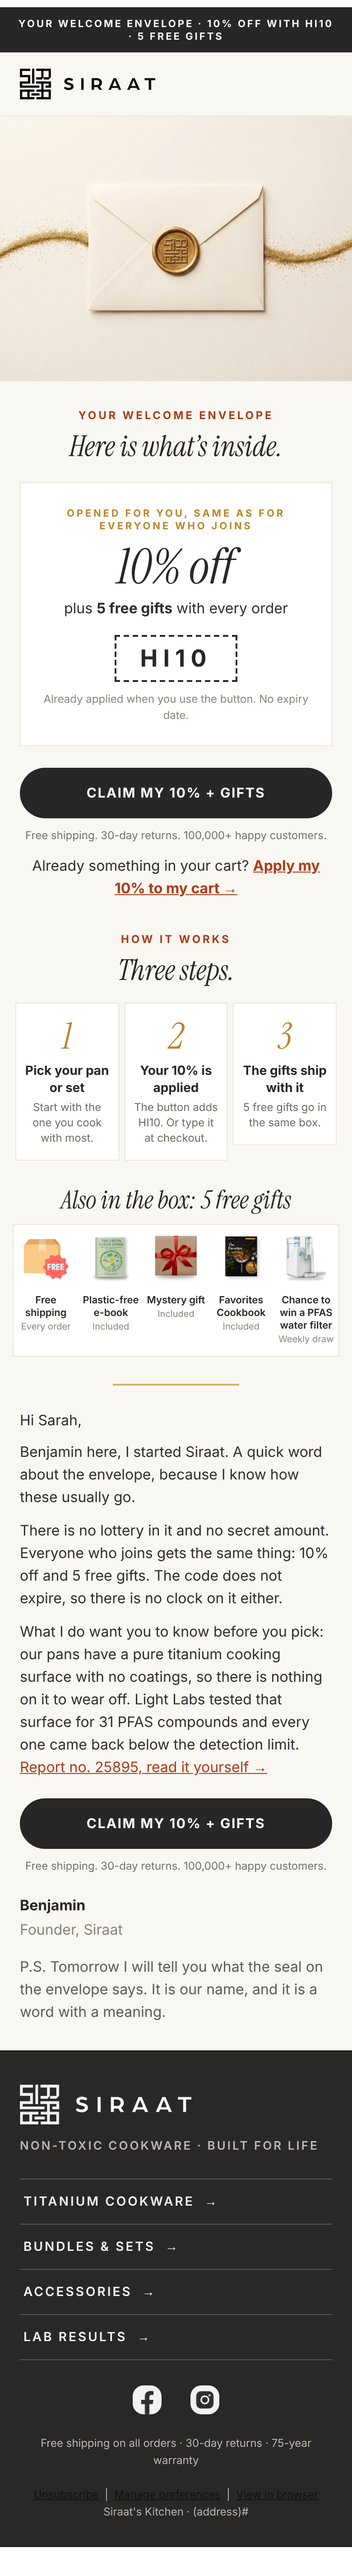 YOUR WELCOME ENVELOPE · 10% OFF WITH HI10
· 5 FREE GIFTS
SIRAAT
YOUR WELCOME ENVELOPE
Here is what's inside.
OPENED FOR YOU, SAME AS FOR
EVERYONE WHO JOINS
10% off
plus 5 free gifts with every order
HI10
Already applied when you use the button. No expiry
date.
CLAIM MY 10% + GIFTS
Free shipping. 30-day returns. 100,000+ happy customers.
Already something in your cart? Apply my
10% to my cart →
HOW IT WORKS
Three steps.
1
Pick your pan
or set
Start with the
one you cook
with most.
2
Your 10% is
applied
The button adds
HI10. Or type it
at checkout.
3
The gifts ship
with it
5 free gifts go in
the same box.
Also in the box: 5 free gifts
FREE
Free
shipping
Every order
Plastic-free
e-book
Included
Mystery gift
Included
Favorites
Cookbook
Included
Chance to
win a PFAS
water filter
Weekly draw
Hi Sarah,
Benjamin here, I started Siraat. A quick word
about the envelope, because I know how
these usually go.
There is no lottery in it and no secret amount.
Everyone who joins gets the same thing: 10%
off and 5 free gifts. The code does not
expire, so there is no clock on it either.
What I do want you to know before you pick:
our pans have a pure titanium cooking
surface with no coatings, so there is nothing
on it to wear off. Light Labs tested that
surface for 31 PFAS compounds and every
one came back below the detection limit.
Report no. 25895, read it yourself →
CLAIM MY 10% + GIFTS
Free shipping. 30-day returns. 100,000+ happy customers.
Benjamin
Founder, Siraat
P.S. Tomorrow I will tell you what the seal on
the envelope says. It is our name, and it is a
word with a meaning.
SIRAAT
NON-TOXIC COOKWARE · BUILT FOR LIFE
TITANIUM COOKWARE →
BUNDLES & SETS →
ACCESSORIES →
LAB RESULTS →
Free shipping on all orders · 30-day returns · 75-year
warranty
Unsubscribe | Manage preferences | View in browser
Siraat's Kitchen · (address)#